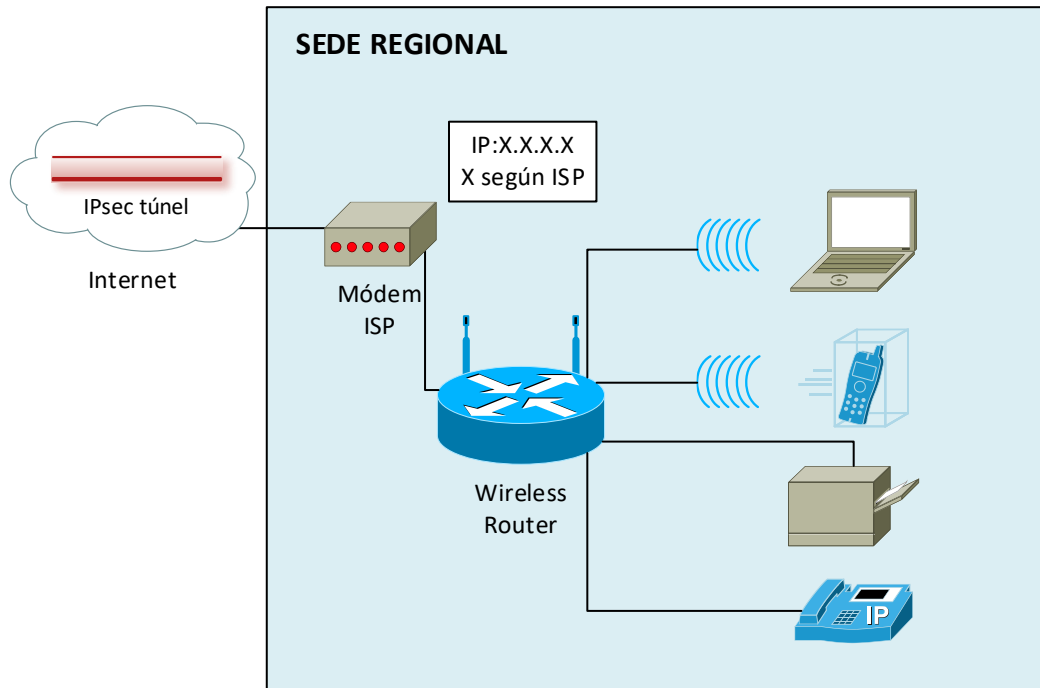 SEDE REGIONAL
IP:X.X.X.X
X según ISP
IPsec túnel
Internet
Módem
ISP
Wireless
Router
IP